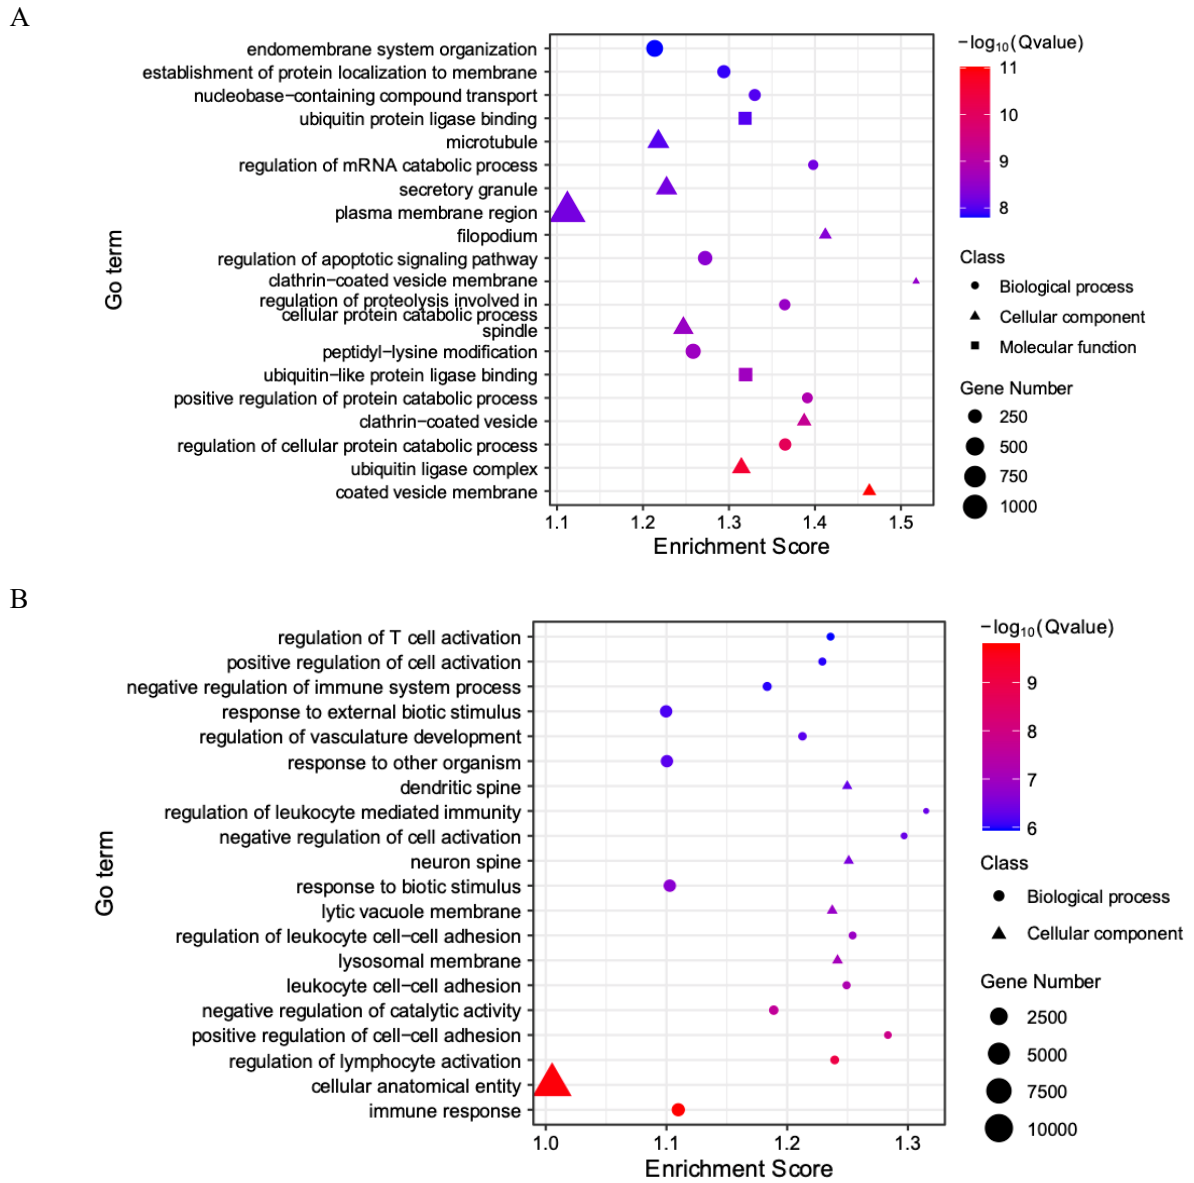 A
endomembrane system organization
establishment of protein localization to membrane
nucleobase−containing compound transport
ubiquitin protein ligase binding
microtubule
regulation of mRNA catabolic process
secretory granule
plasma membrane region
filopodium
regulation of apoptotic signaling pathway
clathrin−coated vesicle membrane
regulation of proteolysis involved in
cellular protein catabolic process
spindle
peptidyl−lysine modification
ubiquitin−like protein ligase binding
positive regulation of protein catabolic process
clathrin−coated vesicle
regulation of cellular protein catabolic process
ubiquitin ligase complex
coated vesicle membrane
Go term
1.1 1.2 1.3 1.4 1.5
Enrichment Score
−log10(Qvalue)
11
10
9
8
Class
Biological process
Cellular component
Molecular function
Gene Number
250
500
750
1000
B
regulation of T cell activation
positive regulation of cell activation
negative regulation of immune system process
response to external biotic stimulus
regulation of vasculature development
response to other organism
dendritic spine
regulation of leukocyte mediated immunity
negative regulation of cell activation
neuron spine
response to biotic stimulus
lytic vacuole membrane
regulation of leukocyte cell−cell adhesion
lysosomal membrane
leukocyte cell−cell adhesion
negative regulation of catalytic activity
positive regulation of cell−cell adhesion
regulation of lymphocyte activation
cellular anatomical entity
immune response
Go term
1.0 1.1 1.2 1.3
Enrichment Score
−log10(Qvalue)
9
8
7
6
Class
Biological process
Cellular component
Gene Number
2500
5000
7500
10000